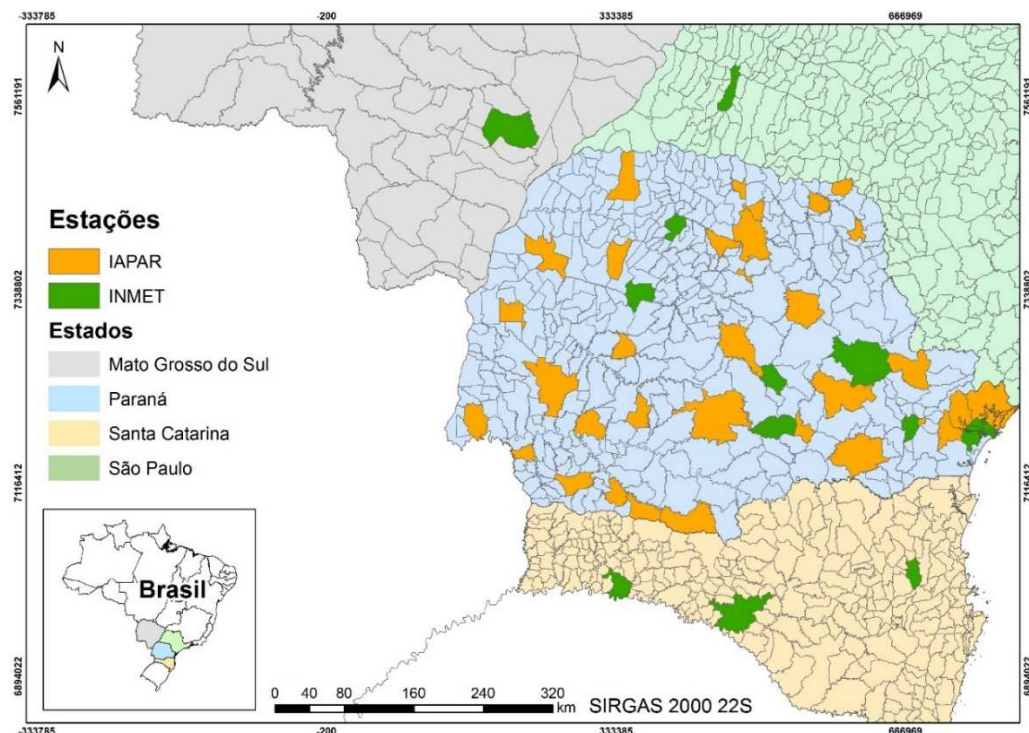 -333785 -200 333385 666969
N
7561191 7561191
Estações
IAPAR
INMET
7338802 7338802
Estados
Mato Grosso do Sul
Paraná
Santa Catarina
São Paulo
7116412 7116412
Brasil
6894022 6894022
0 40 80 160 240 320
km
SIRGAS 2000 22S
-333785 -200 333385 666969